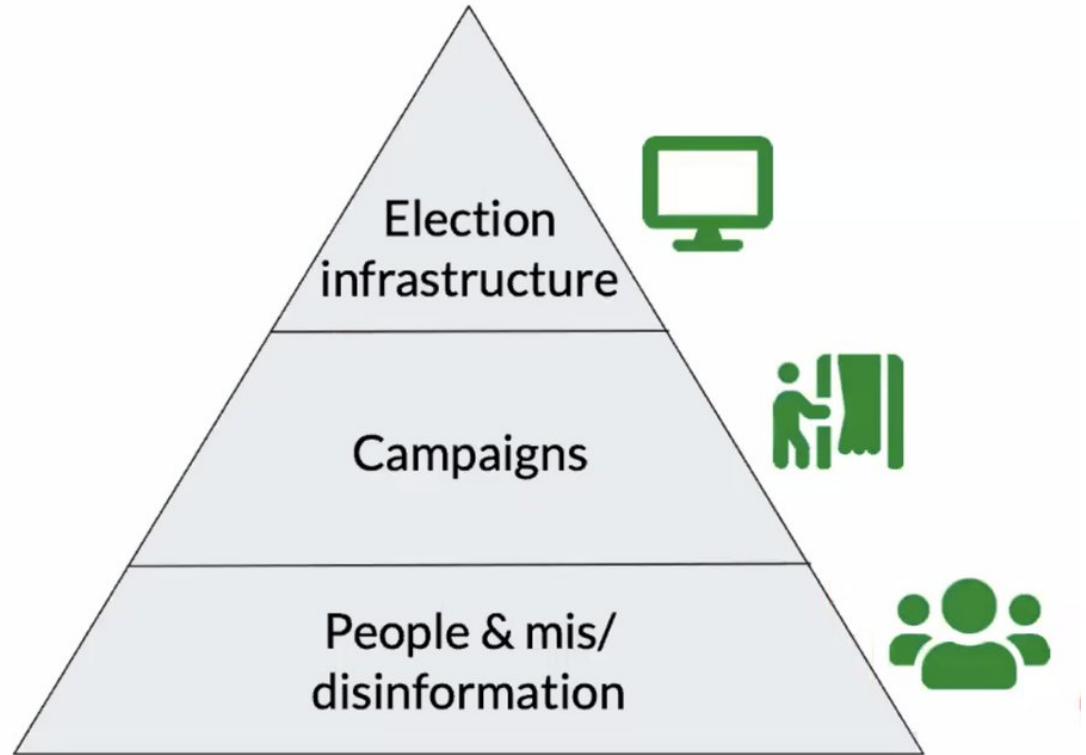 Election
infrastructure
Campaigns
People & mis/
disinformation